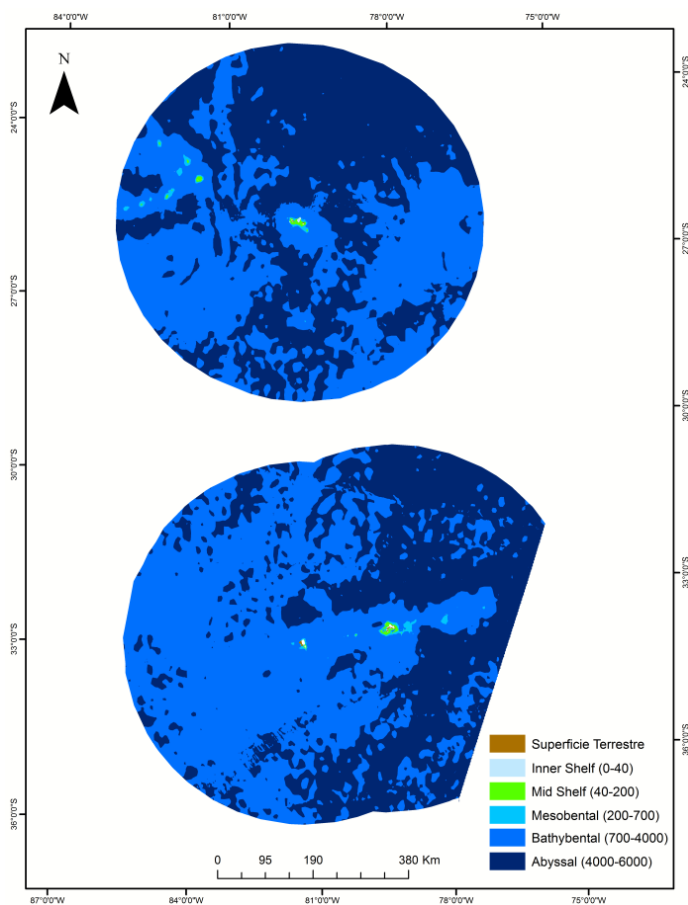 84°0'0"W 81°0'0"W 78°0'0"W 75°0'0"W
N
24°0'0"S 24°0'0"S
27°0'0"S
27°0'0"S
30°0'0"S
30°0'0"S
33°0'0"S
33°0'0"S
36°0'0"S
36°0'0"S
Superficie Terrestre
Inner Shelf (0-40)
Mid Shelf (40-200)
Mesobental (200-700)
Bathybental (700-4000)
Abyssal (4000-6000)
0 95 190 380 Km
87°0'0"W 84°0'0"W 81°0'0"W 78°0'0"W 75°0'0"W